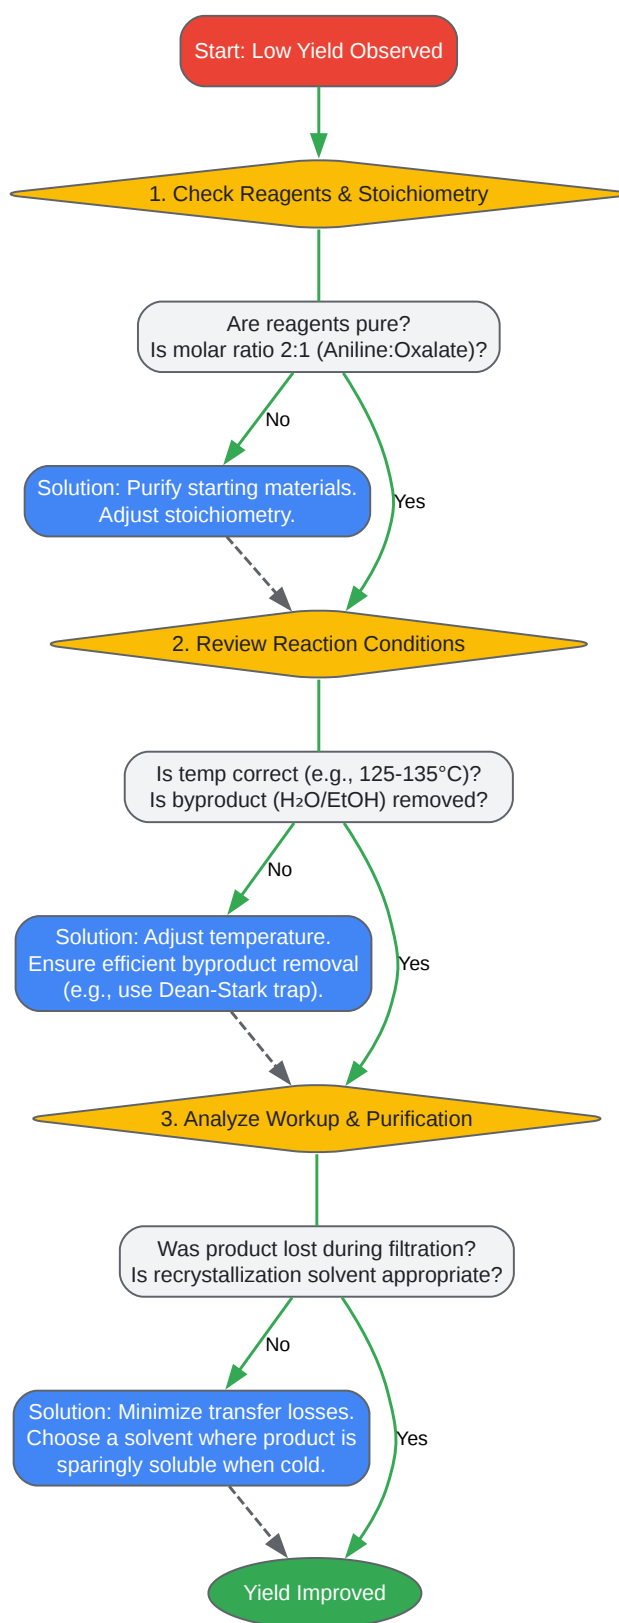 Start: Low Yield Observed
1. Check Reagents & Stoichiometry
Are reagents pure?
Is molar ratio 2:1 (Aniline:Oxalate)?
No
Solution: Purify starting materials.
Adjust stoichiometry.
Yes
2. Review Reaction Conditions
Is temp correct (e.g., 125-135°C)?
Is byproduct (H₂O/EtOH) removed?
No
Solution: Adjust temperature.
Ensure efficient byproduct removal
(e.g., use Dean-Stark trap).
Yes
3. Analyze Workup & Purification
Was product lost during filtration?
Is recrystallization solvent appropriate?
No
Solution: Minimize transfer losses.
Choose a solvent where product is
sparingly soluble when cold.
Yes
Yield Improved